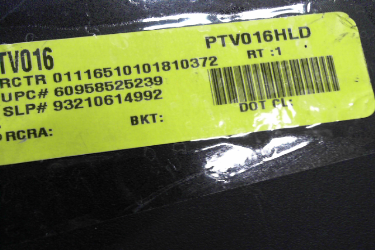 PTV016HLD
TV016
RT :1
RCTR 01116510101810372
UPC# 60958525239
SLP# 93210614992
BKT:
DOT CL:
RCRA: